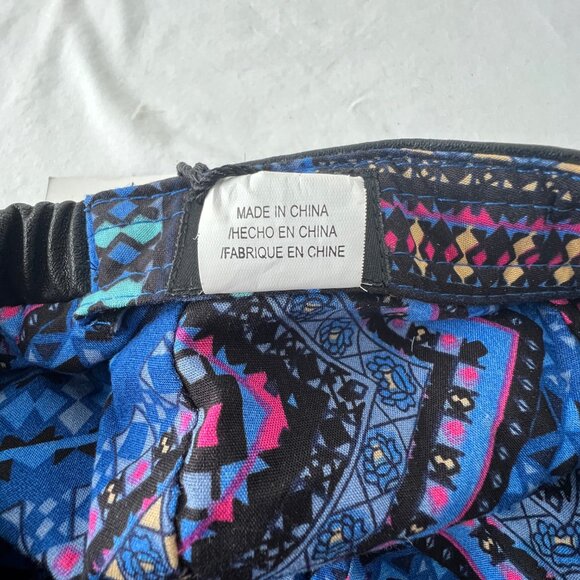 MADE IN CHINA
/HECHO EN CHINA
/FABRIQUE EN CHINE